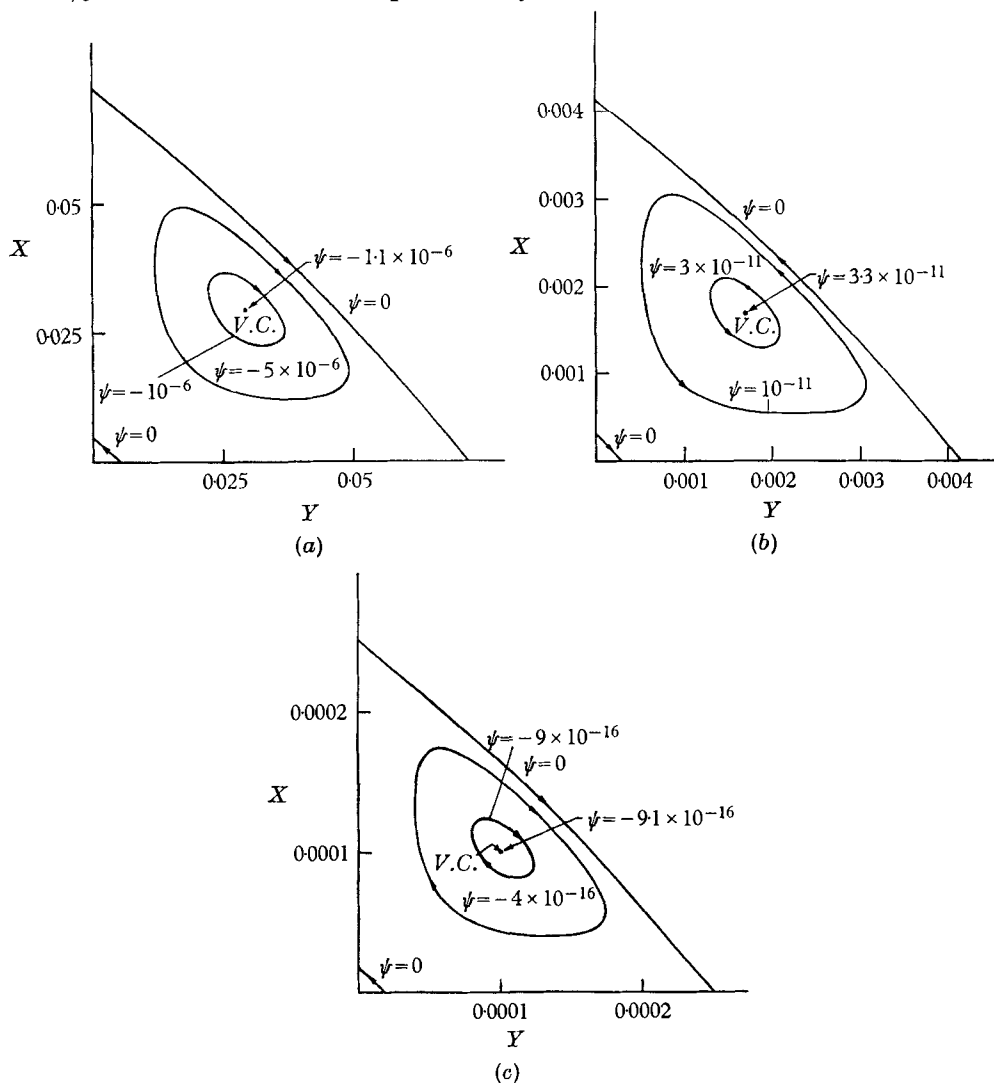 0·05
X
0·025
ψ=−1·1 × 10−6
ψ=0
V.C.
ψ=−5 × 10−6
ψ=−10−6
ψ=0
0·025 0·05
Y
(a)
0·004
0·003
X
0·002
0·001
ψ=0
ψ=3 × 10−11
ψ=3·3 × 10−11
V.C.
ψ=10−11
ψ=0
0·001 0·002 0·003 0·004
Y
(b)
0·0002
X
0·0001
ψ=−9 × 10−16
ψ=0
ψ=−9·1 × 10−16
V.C.
ψ=−4 × 10−16
ψ=0
0·0001 0·0002
Y
(c)